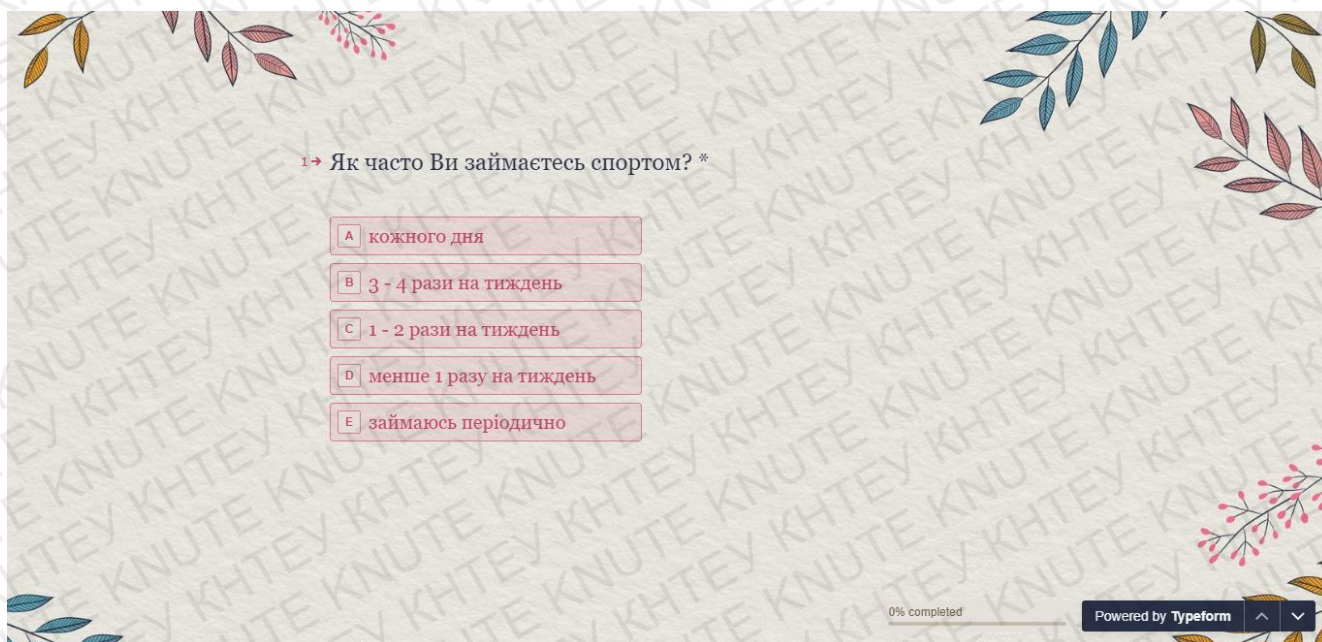 1 → Як часто Ви займаєтесь спортом? *
A кожного дня
B 3 - 4 рази на тиждень
C 1 - 2 рази на тиждень
D менше 1 разу на тиждень
E займаюсь періодично
0% completed
Powered by Typeform